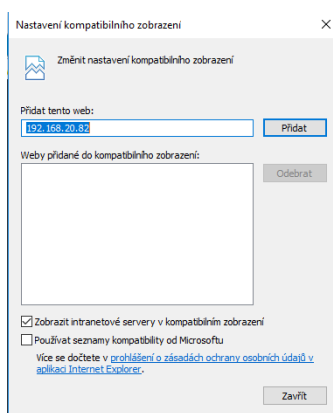 Nastavení kompatibilního zobrazení
Změnit nastavení kompatibilního zobrazení
Přidat tento web:
192.168.20.82
Přidat
Weby přidané do kompatibilního zobrazení:
Odebrat
Zobrazit intranetové servery v kompatibilním zobrazení
Používat seznamy kompatibility od Microsoftu
Více se dočtete v prohlášení o zásadách ochrany osobních údajů v
aplikaci Internet Explorer.
Zavřít